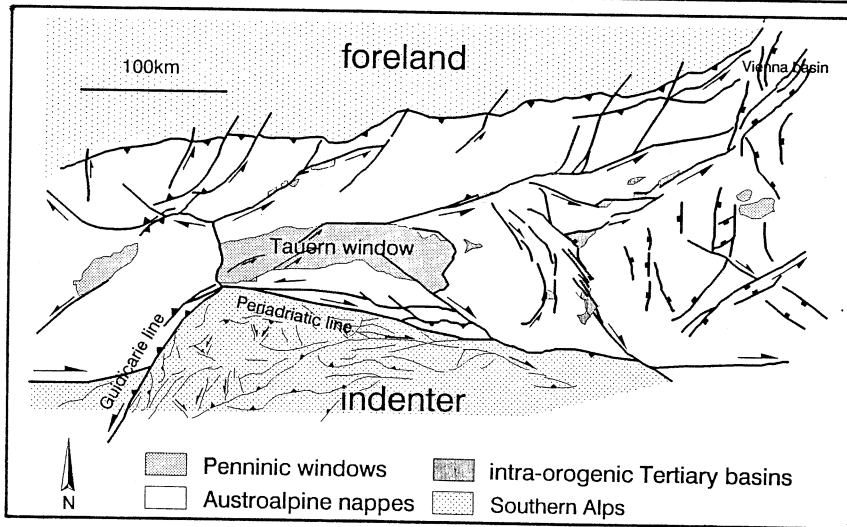 foreland
100km
Vienna basin
Tauern window
Periadriatic line
Guidicarie line
indenter
N
Penninic windows
intra-orogenic Tertiary basins
Austroalpine nappes
Southern Alps